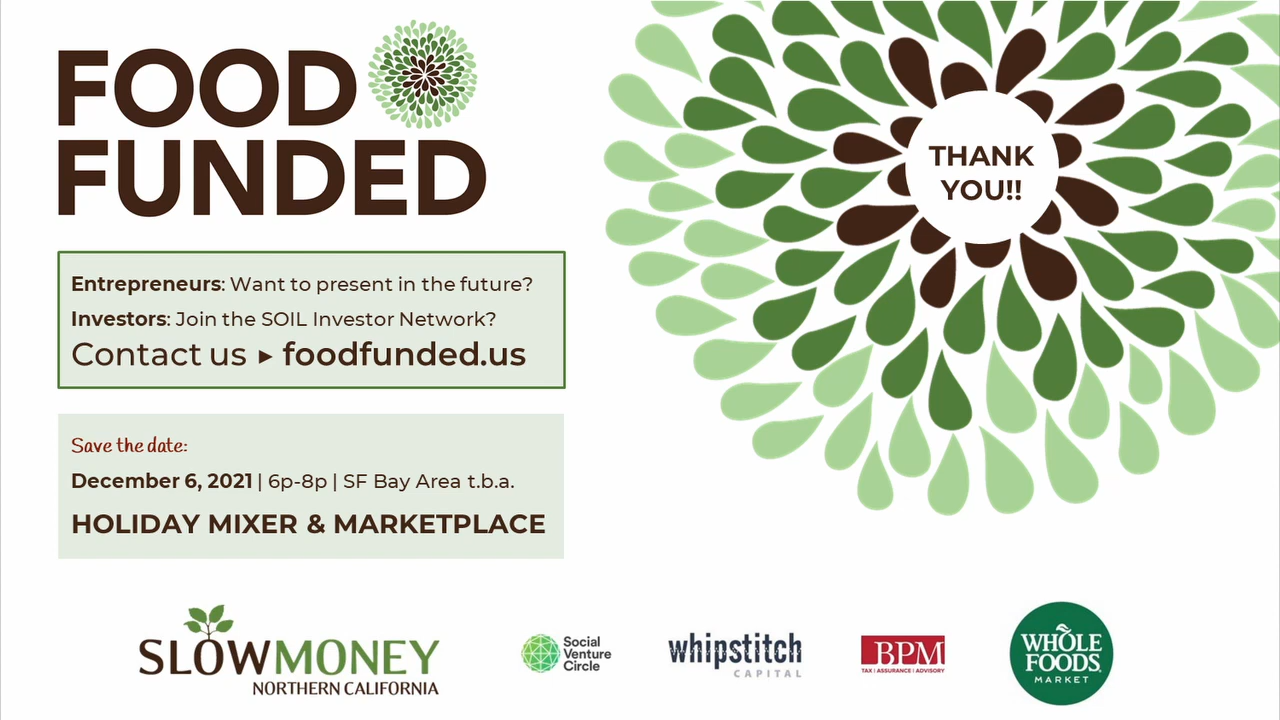 FOOD
FUNDED
THANK
YOU!!
Entrepreneurs: Want to present in the future?
Investors: Join the SOIL Investor Network?
Contact us ▸ foodfunded.us
Save the date:
December 6, 2021 | 6p-8p | SF Bay Area t.b.a.
HOLIDAY MIXER & MARKETPLACE
SLOWMONEY
NORTHERN CALIFORNIA
Social
Venture
Circle
whipstitch
CAPITAL
BPM
TAX | ASSURANCE | ADVISORY
WHOLE
FOODS
MARKET